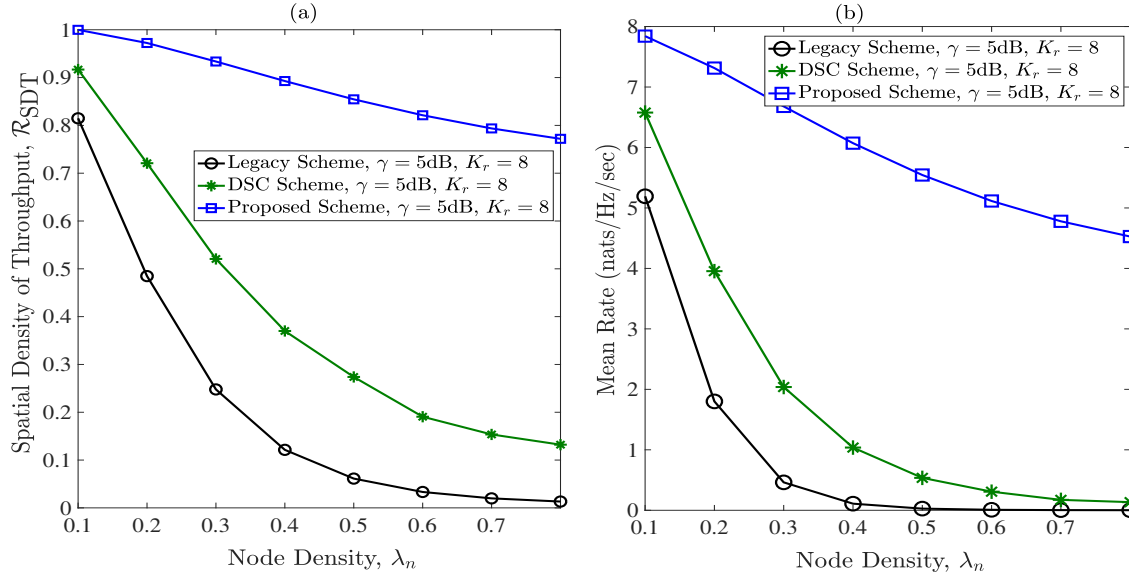 (a)
1
0.9
0.8
0.7
0.6
0.5
0.4
0.3
0.2
0.1
0
Spatial Density of Throughput, R_SDT
Legacy Scheme, γ = 5dB, K_r = 8
DSC Scheme, γ = 5dB, K_r = 8
Proposed Scheme, γ = 5dB, K_r = 8
0.1 0.2 0.3 0.4 0.5 0.6 0.7
Node Density, λ_n
(b)
8
7
6
5
4
3
2
1
0
Mean Rate (nats/Hz/sec)
Legacy Scheme, γ = 5dB, K_r = 8
DSC Scheme, γ = 5dB, K_r = 8
Proposed Scheme, γ = 5dB, K_r = 8
0.1 0.2 0.3 0.4 0.5 0.6 0.7
Node Density, λ_n